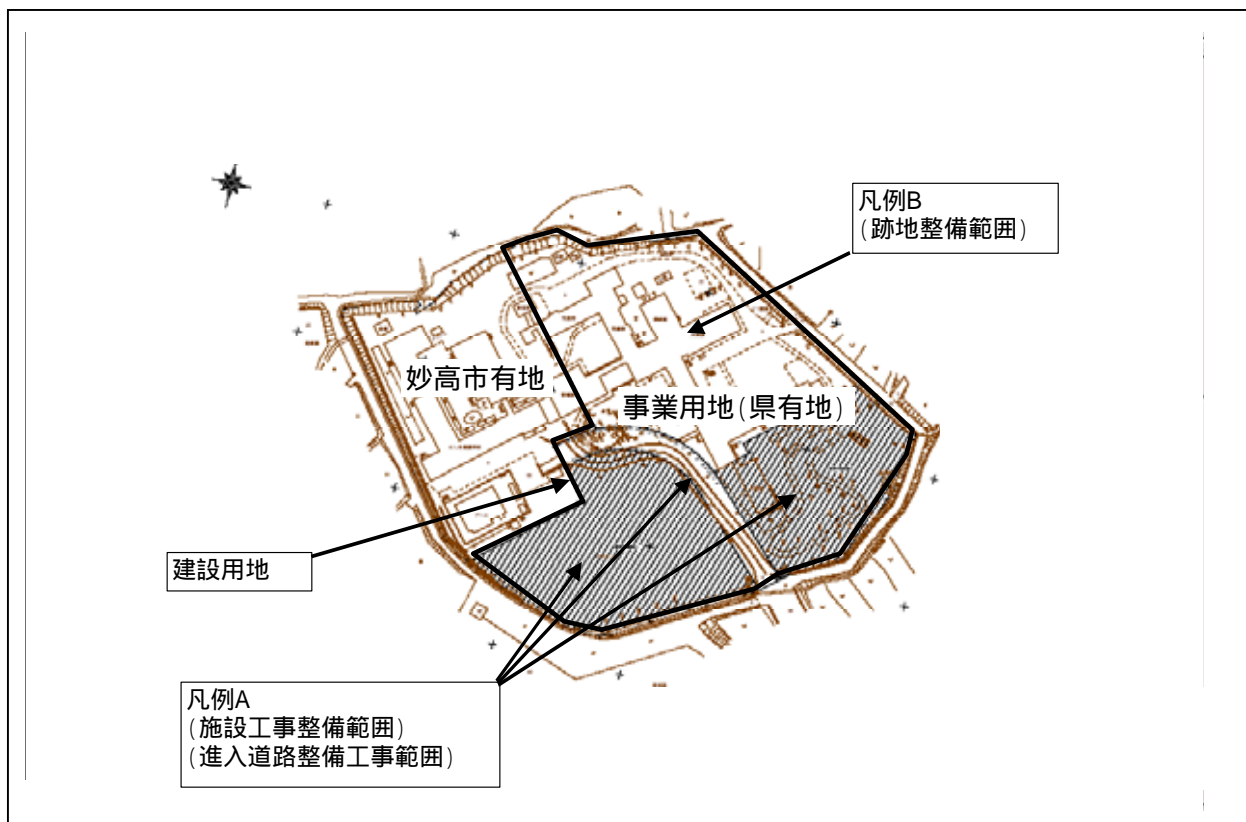 凡例B
(跡地整備範囲)
妙高市有地
事業用地(県有地)
建設用地
凡例A
(施設工事整備範囲)
(進入道路整備工事範囲)